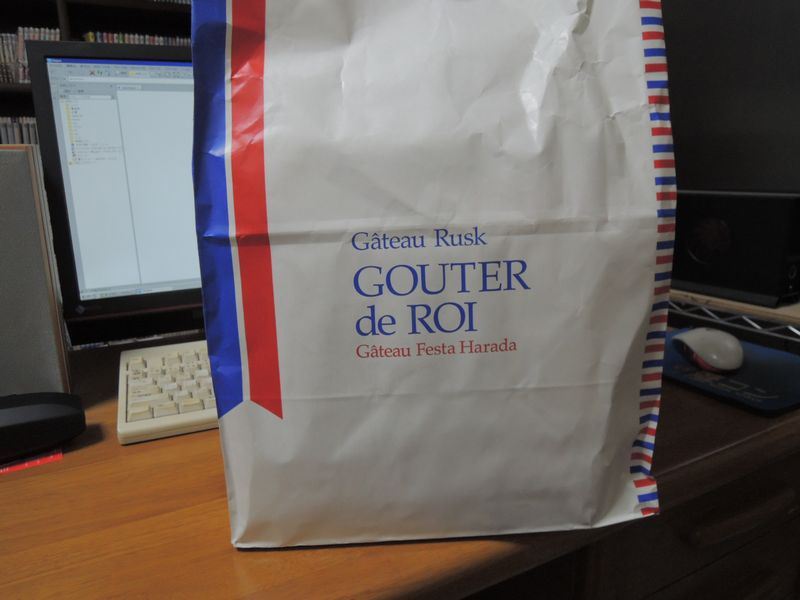 Gâteau Rusk
GOUTER
de ROI
Gâteau Festa Harada